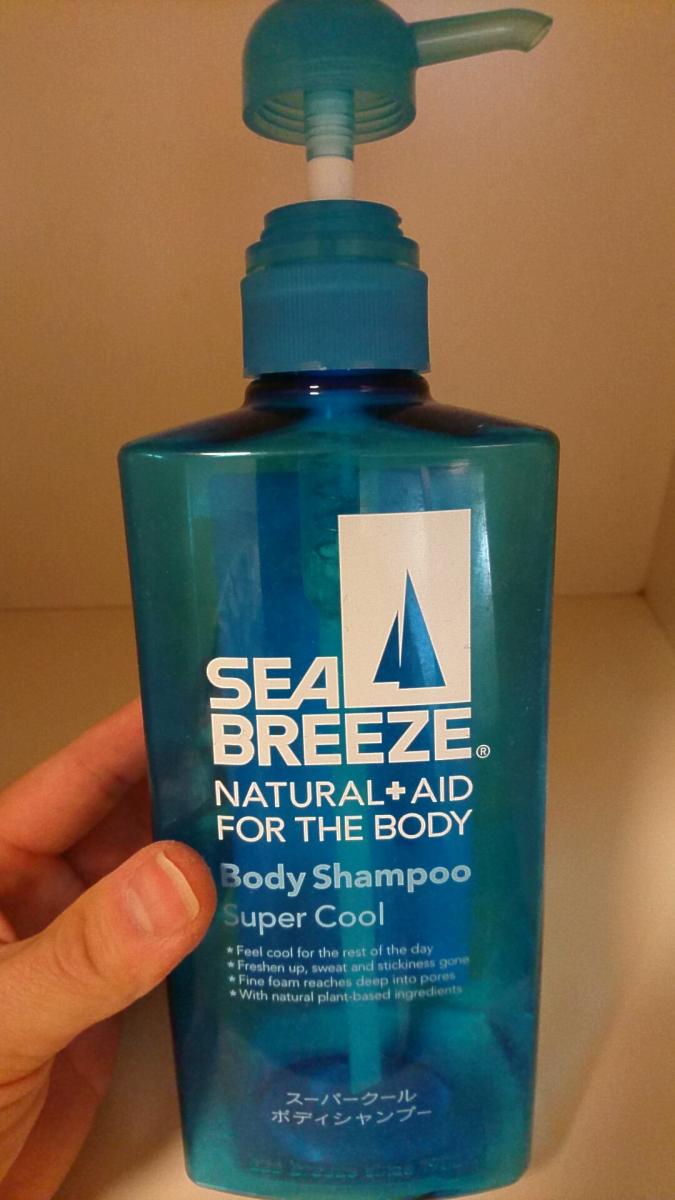 SEA
BREEZE®
NATURAL+AID
FOR THE BODY
Body Shampoo
Super Cool
★Feel cool for the rest of the day
★Freshen up, sweat and stickiness gone
★Fine foam reaches deep into pores
★With natural plant-based ingredients
スーパークール
ボディシャンプー